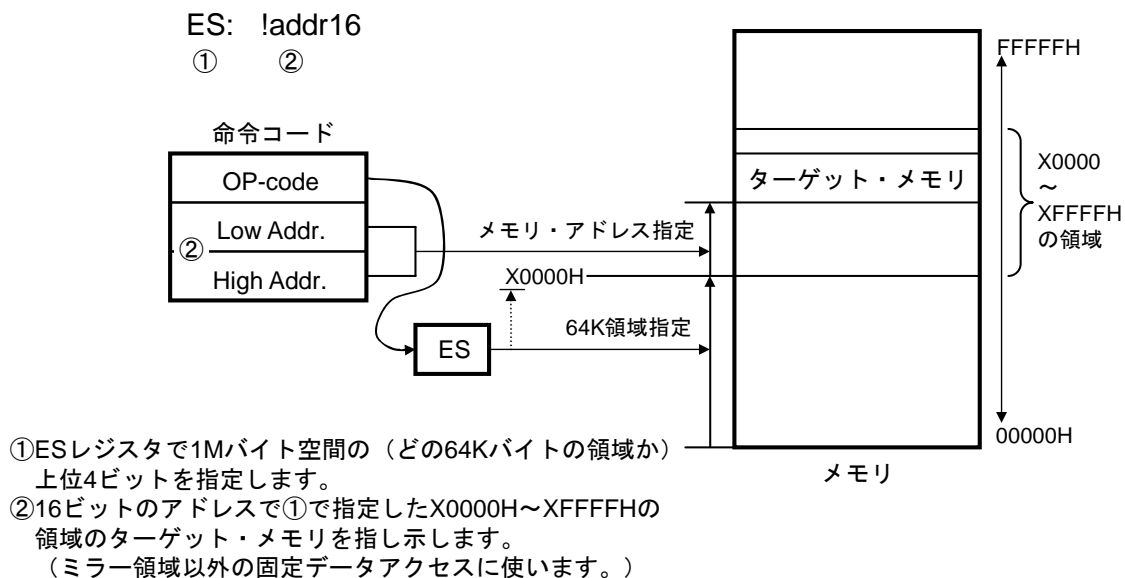 ES: !addr16
① ②
命令コード
OP-code
Low Addr.
②
High Addr.
ES
メモリ・アドレス指定
X0000H
64K領域指定
ターゲット・メモリ
FFFFFH
X0000
～
XFFFFH
の領域
00000H
メモリ
①ESレジスタで1Mバイト空間の（どの64Kバイトの領域か）
上位4ビットを指定します。
②16ビットのアドレスで①で指定したX0000H～XFFFFHの
領域のターゲット・メモリを指し示します。
（ミラー領域以外の固定データアクセスに使います。）